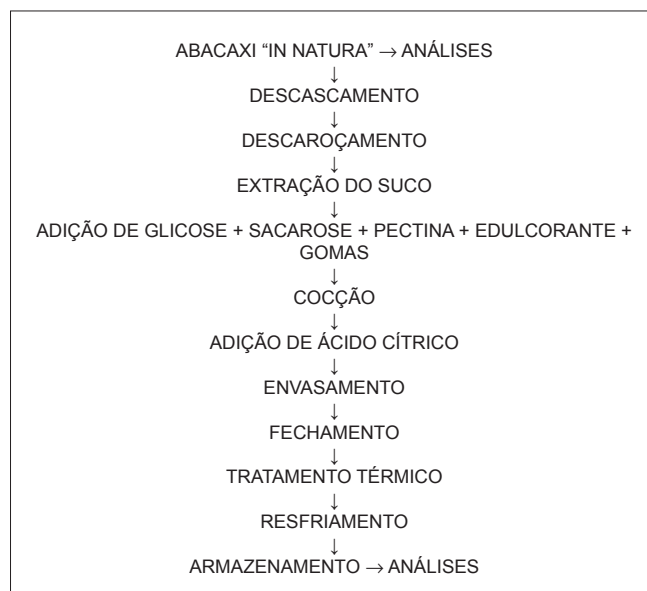 ABACAXI “IN NATURA” → ANÁLISES
↓
DESCASCAMENTO
↓
DESCAROÇAMENTO
↓
EXTRAÇÃO DO SUCO
↓
ADIÇÃO DE GLICOSE + SACAROSE + PECTINA + EDULCORANTE +
GOMAS
↓
COCÇÃO
↓
ADIÇÃO DE ÁCIDO CÍTRICO
↓
ENVASAMENTO
↓
FECHAMENTO
↓
TRATAMENTO TÉRMICO
↓
RESFRIAMENTO
↓
ARMAZENAMENTO → ANÁLISES